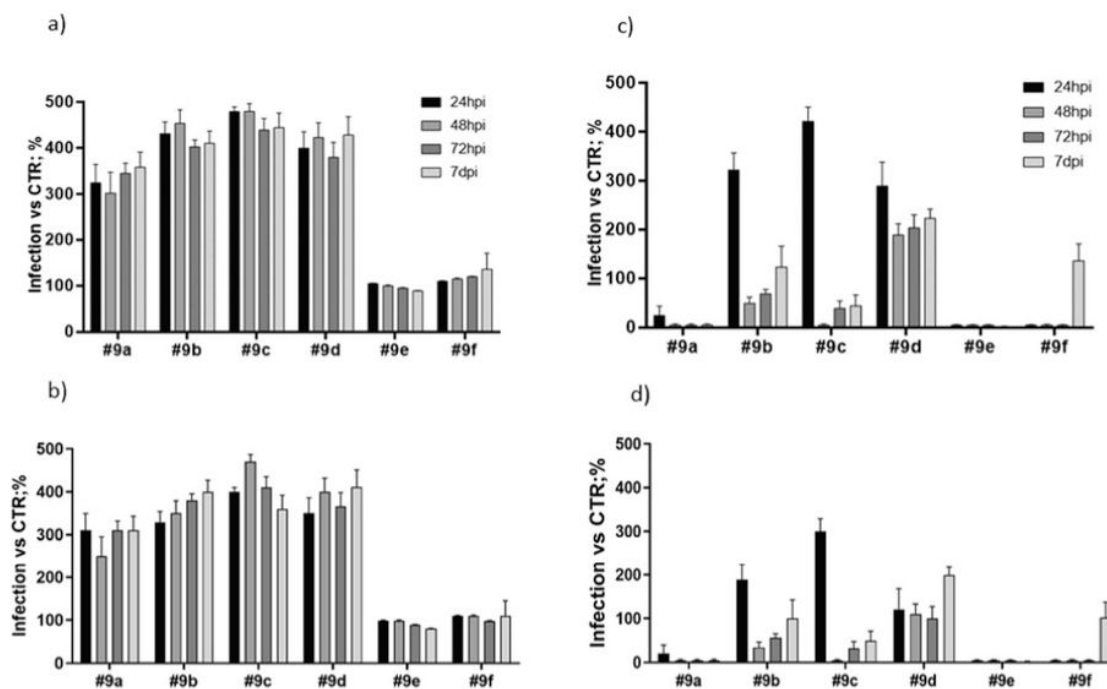 a)
Infection vs CTR; %
500
400
300
200
100
0
24hpi
48hpi
72hpi
7dpi
#9a #9b #9c #9d #9e #9f
b)
Infection vs CTR;%
500
400
300
200
100
0
#9a #9b #9c #9d #9e #9f
c)
Infection vs CTR; %
500
400
300
200
100
0
24hpi
48hpi
72hpi
7dpi
#9a #9b #9c #9d #9e #9f
d)
Infection vs CTR;%
500
400
300
200
100
0
#9a #9b #9c #9d #9e #9f